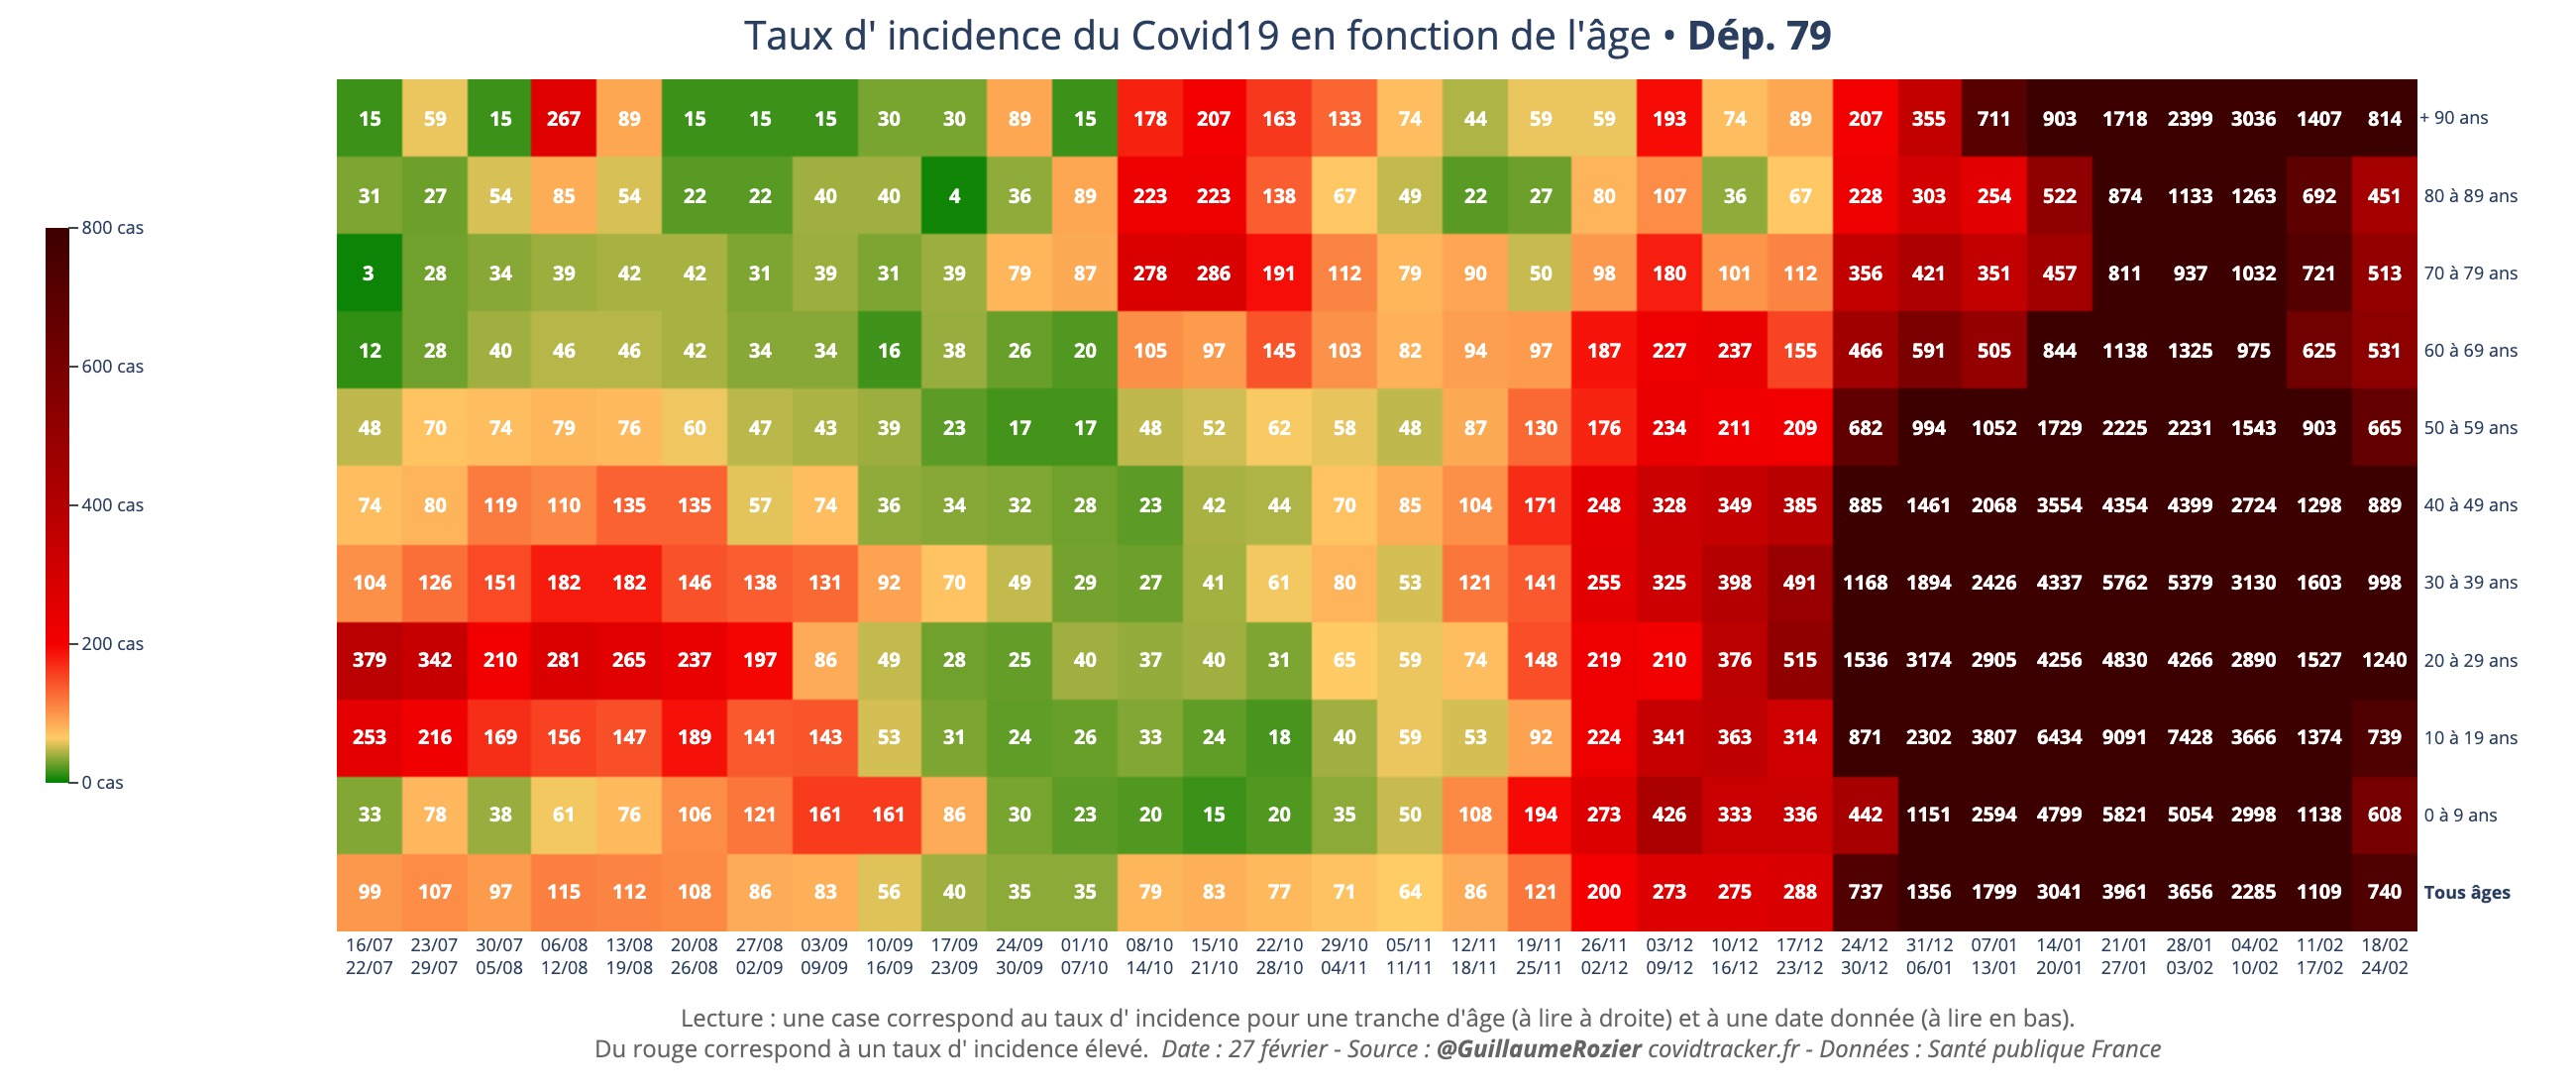 Taux d' incidence du Covid19 en fonction de l'âge • Dép. 79
15 59 15 267 89 15 15 15 30 30 89 15 178 207 163 133 74 44 59 59 193 74 89 207 355 711 903 1718 2399 3036 1407 814 + 90 ans
31 27 54 85 54 22 22 40 40 4 36 89 223 223 138 67 49 22 27 80 107 36 67 228 303 254 522 874 1133 1263 692 451 80 à 89 ans
800 cas
3 28 34 39 42 42 31 39 31 39 79 87 278 286 191 112 79 90 50 98 180 101 112 356 421 351 457 811 937 1032 721 513 70 à 79 ans
12 28 40 46 46 42 34 34 16 38 26 20 105 97 145 103 82 94 97 187 227 237 155 466 591 505 844 1138 1325 975 625 531 60 à 69 ans
600 cas
48 70 74 79 76 60 47 43 39 23 17 17 48 52 62 58 48 87 130 176 234 211 209 682 994 1052 1729 2225 2231 1543 903 665 50 à 59 ans
400 cas
74 80 119 110 135 135 57 74 36 34 32 28 23 42 44 70 85 104 171 248 328 349 385 885 1461 2068 3554 4354 4399 2724 1298 889 40 à 49 ans
104 126 151 182 182 146 138 131 92 70 49 29 27 41 61 80 53 121 141 255 325 398 491 1168 1894 2426 4337 5762 5379 3130 1603 998 30 à 39 ans
200 cas
379 342 210 281 265 237 197 86 49 28 25 40 37 40 31 65 59 74 148 219 210 376 515 1536 3174 2905 4256 4830 4266 2890 1527 1240 20 à 29 ans
253 216 169 156 147 189 141 143 53 31 24 26 33 24 18 40 59 53 92 224 341 363 314 871 2302 3807 6434 9091 7428 3666 1374 739 10 à 19 ans
0 cas
33 78 38 61 76 106 121 161 161 86 30 23 20 15 20 35 50 108 194 273 426 333 336 442 1151 2594 4799 5821 5054 2998 1138 608 0 à 9 ans
99 107 97 115 112 108 86 83 56 40 35 35 79 83 77 71 64 86 121 200 273 275 288 737 1356 1799 3041 3961 3656 2285 1109 740 Tous âges
16/07 23/07 30/07 06/08 13/08 20/08 27/08 03/09 10/09 17/09 24/09 01/10 08/10 15/10 22/10 29/10 05/11 12/11 19/11 26/11 03/12 10/12 17/12 24/12 31/12 07/01 14/01 21/01 28/01 04/02 11/02 18/02
22/07 29/07 05/08 12/08 19/08 26/08 02/09 09/09 16/09 23/09 30/09 07/10 14/10 21/10 28/10 04/11 11/11 18/11 25/11 02/12 09/12 16/12 23/12 30/12 06/01 13/01 20/01 27/01 03/02 10/02 17/02 24/02
Lecture : une case correspond au taux d' incidence pour une tranche d'âge (à lire à droite) et à une date donnée (à lire en bas).
Du rouge correspond à un taux d' incidence élevé. Date : 27 février - Source : @GuillaumeRozier covidtracker.fr - Données : Santé publique France